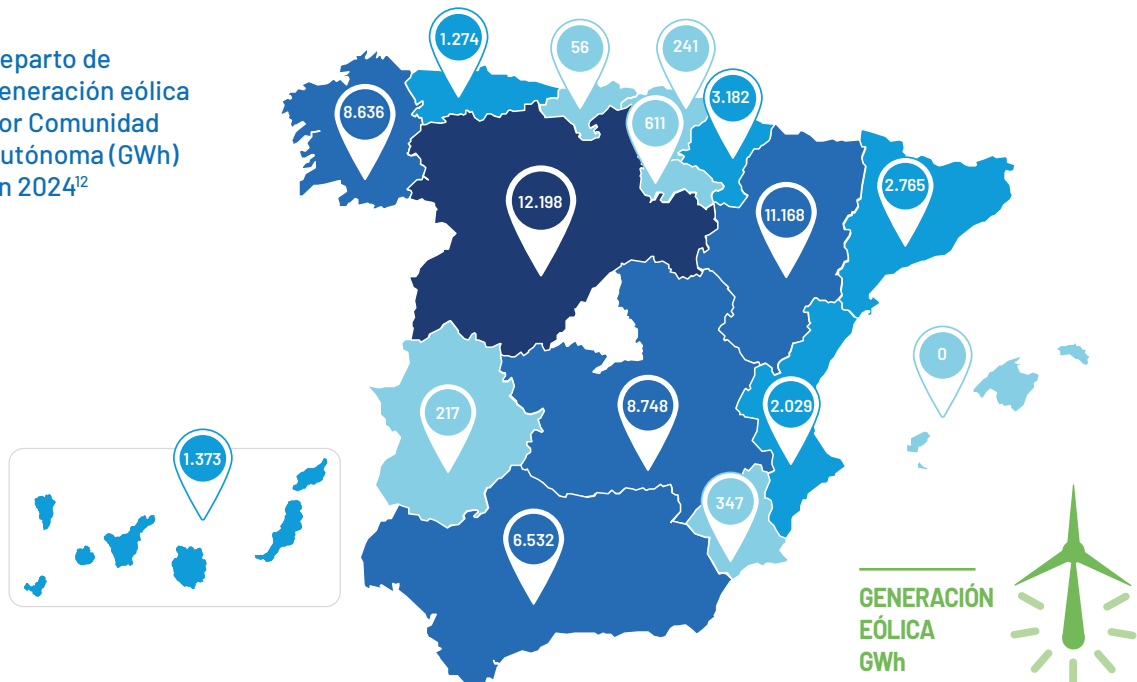 eparto de
eneración eólica
or Comunidad
utónoma (GWh)
n 2024¹²
1.274
56
241
8.636
611
3.182
12.198
11.168
2.765
0
217
8.748
2.029
1.373
347
6.532
GENERACIÓN
EÓLICA
GWh